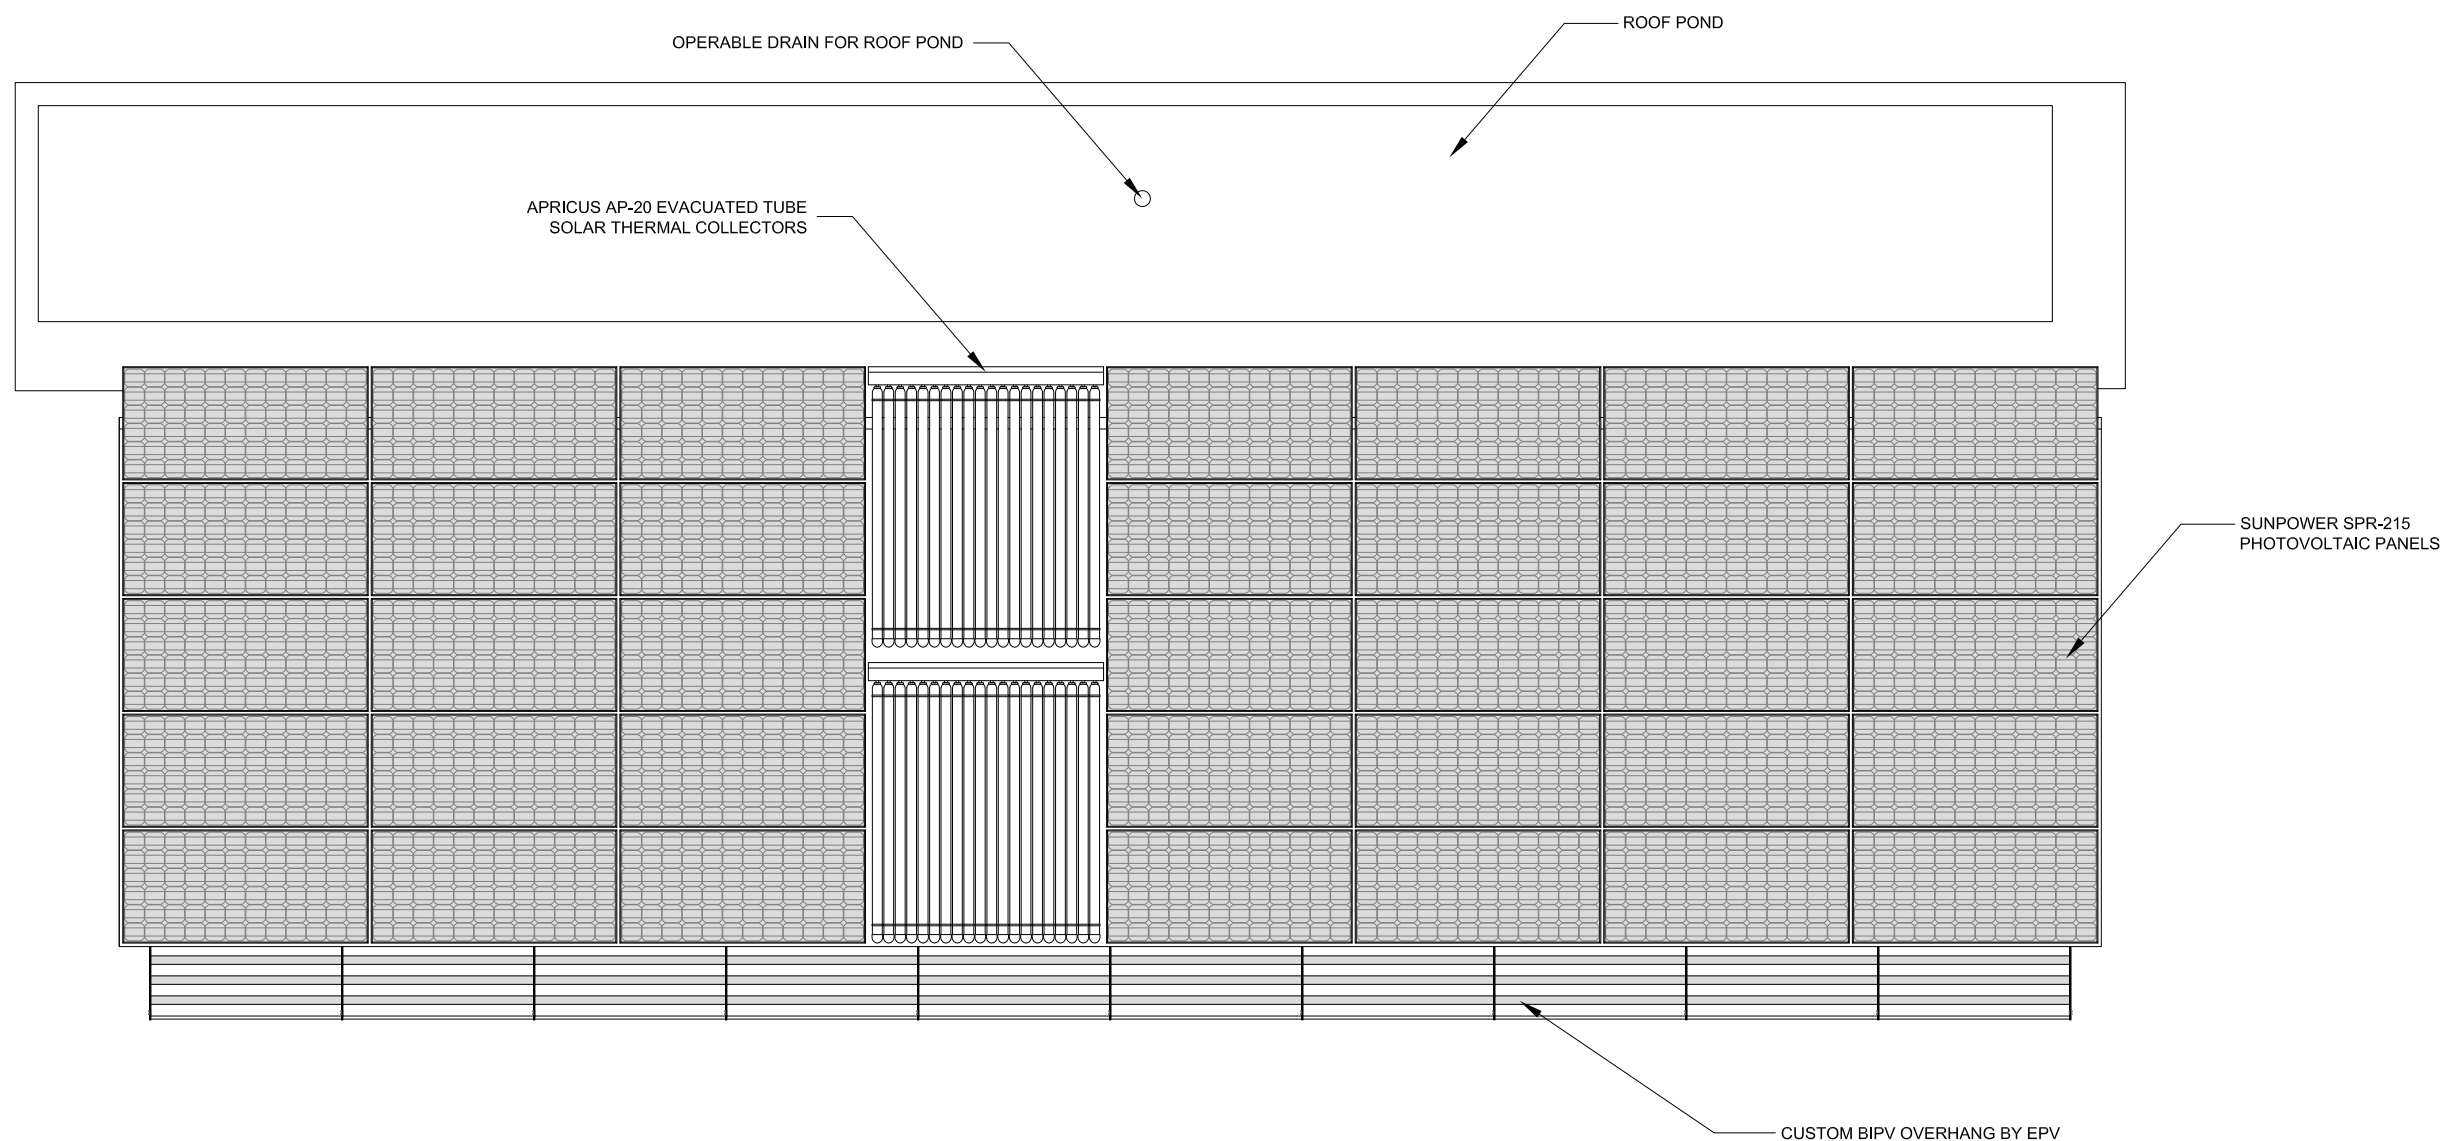 ROOF POND
OPERABLE DRAIN FOR ROOF POND
APRICUS AP-20 EVACUATED TUBE
SOLAR THERMAL COLLECTORS
SUNPOWER SPR-215
PHOTOVOLTAIC PANELS
CUSTOM BIPV OVERHANG BY EPV